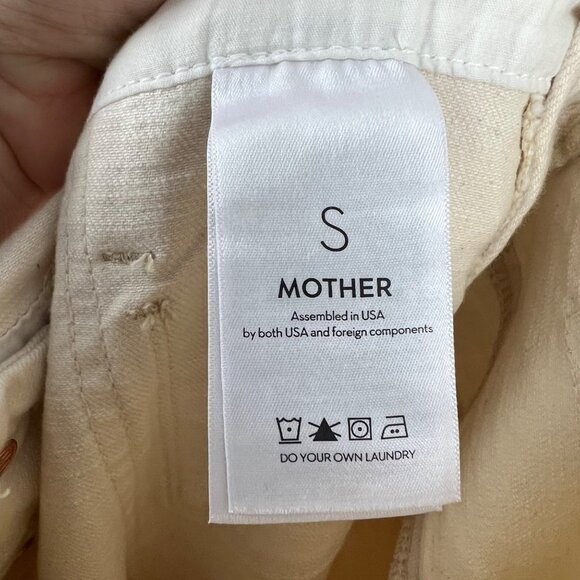 S
MOTHER
Assembled in USA
by both USA and foreign components
DO YOUR OWN LAUNDRY